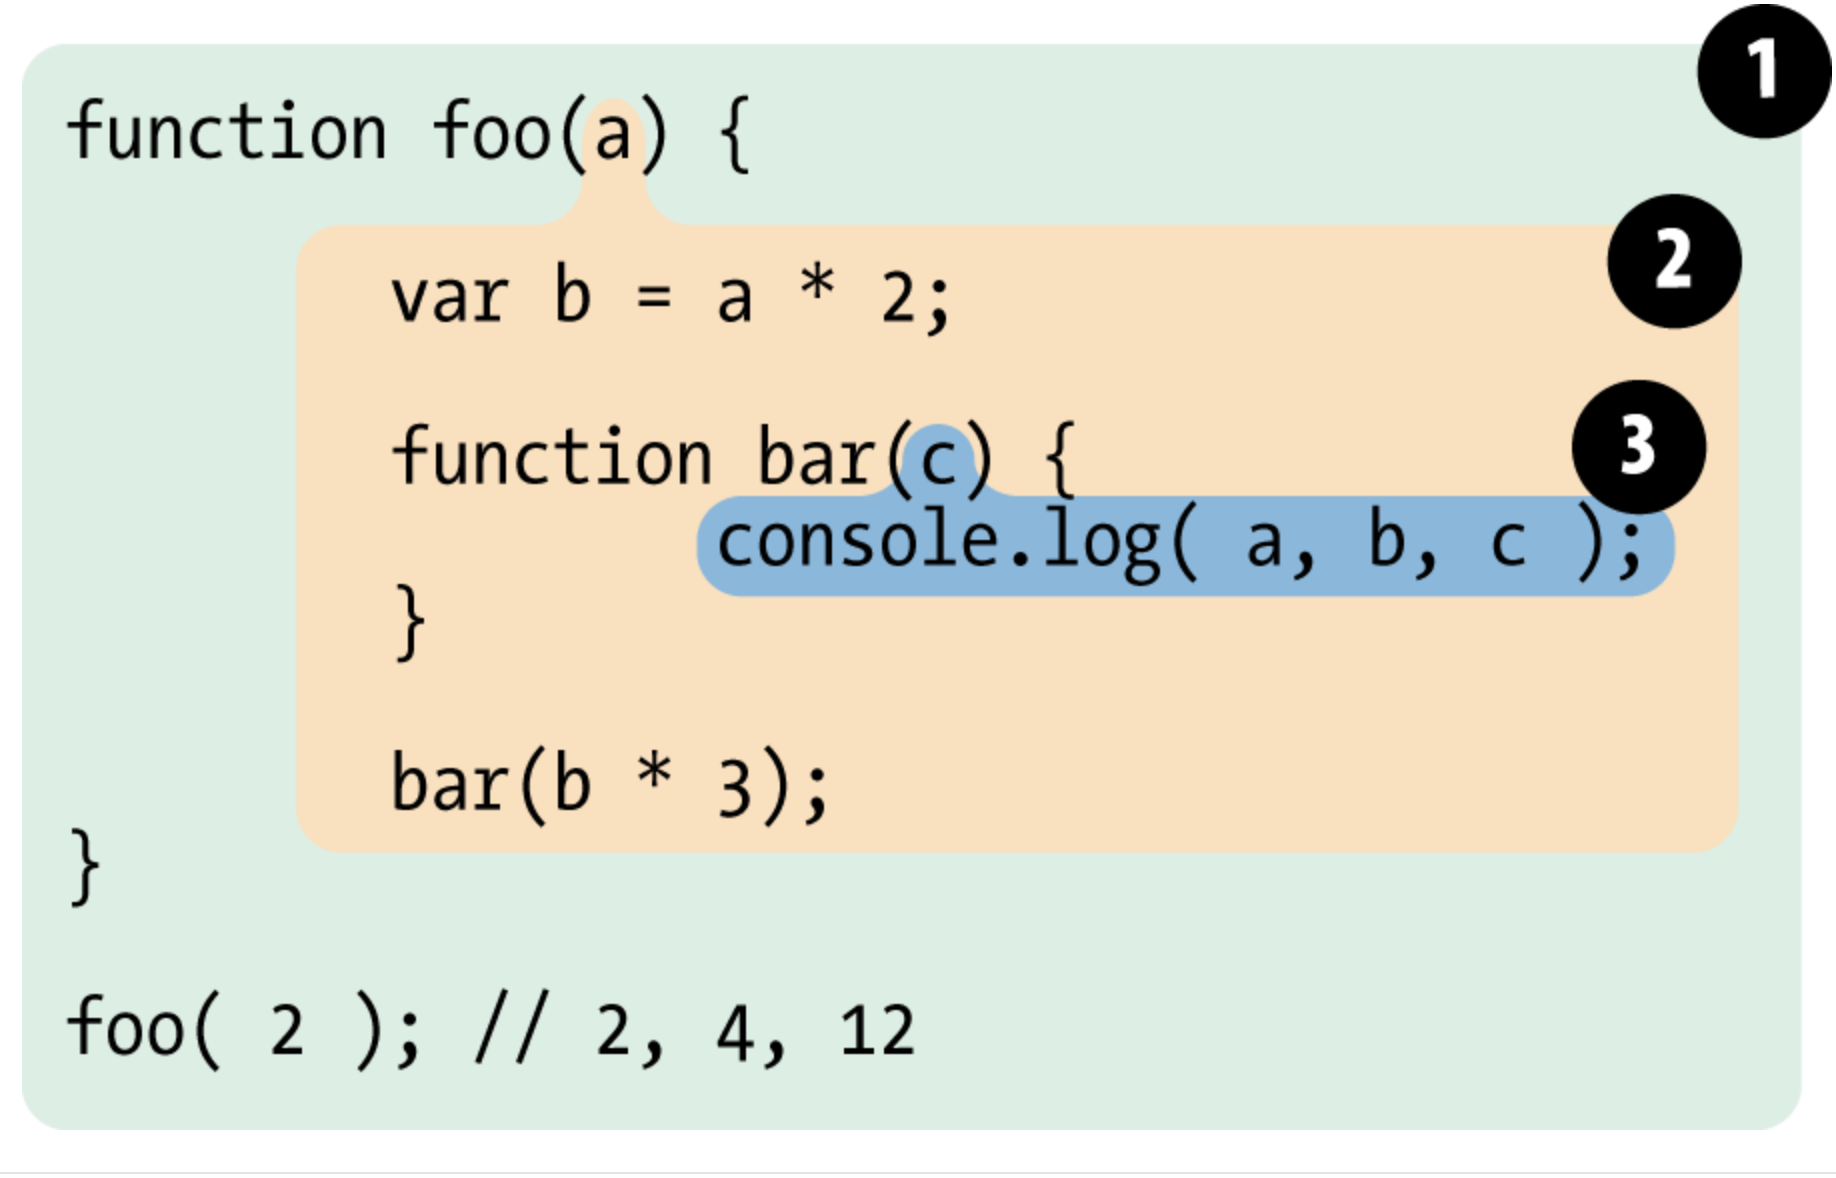 1
function foo(a) {
2
var b = a * 2;
3
function bar(c) {
console.log( a, b, c );
}
bar(b * 3);
}
foo( 2 ); // 2, 4, 12